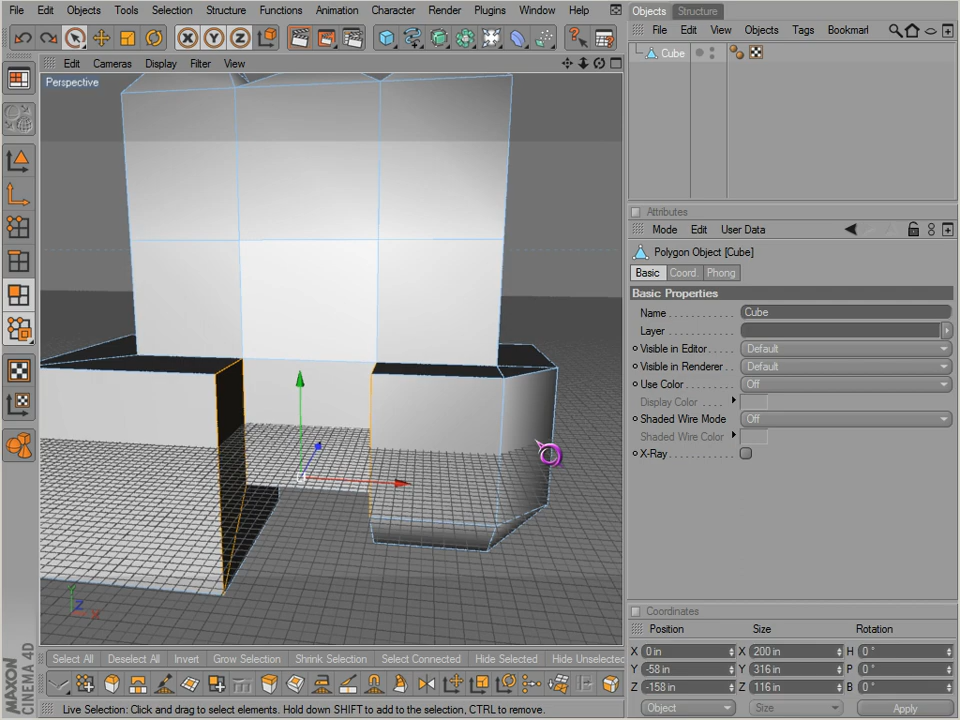 File Edit Objects Tools Selection Structure Functions Animation Character Render Plugins Window Help
Objects Structure
File Edit View Objects Tags Bookmark
Edit Cameras Display Filter View
Perspective
Cube
Attributes
Mode Edit User Data
Polygon Object [Cube]
Basic Coord. Phong
Basic Properties
Name Cube
Layer
Visible in Editor Default
Visible in Renderer Default
Use Color Off
Display Color
Shaded Wire Mode Off
Shaded Wire Color
X-Ray
Y
Z
X
Coordinates
Position Size Rotation
X 0 in X 200 in H 0 °
Y -58 in Y 316 in P 0 °
Z -158 in Z 116 in B 0 °
Object Size Apply
Select All Deselect All Invert Grow Selection Shrink Selection Select Connected Hide Selected Hide Unselected
Live Selection: Click and drag to select elements. Hold down SHIFT to add to the selection, CTRL to remove.
MAXON
CINEMA 4D